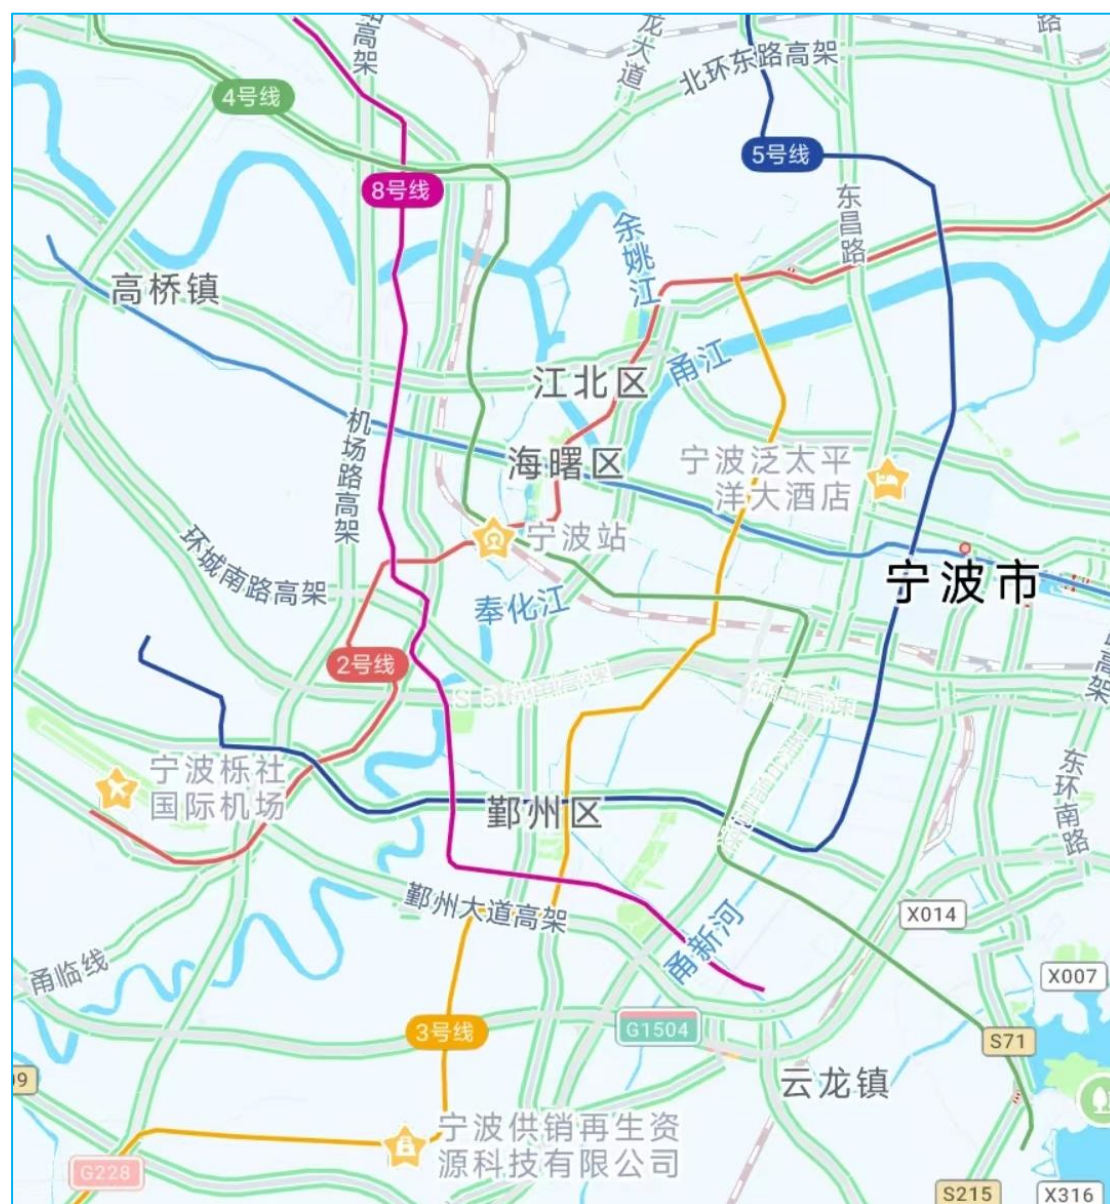 高架
龙大道
路
北环东路高架
4号线
5号线
8号线
东昌路
余姚江
高桥镇
甬江
江北区
机场路高架
海曙区
宁波泛太平
洋大酒店
宁波站
环城南路高架
宁波市
奉化江
2号线
高架
宁波栎社
国际机场
东环南路
鄞州区
鄞州大道高架
X014
甬新河
甬临线
X007
3号线
G1504
S71
云龙镇
宁波供销再生资
源科技有限公司
G228
S215
X316